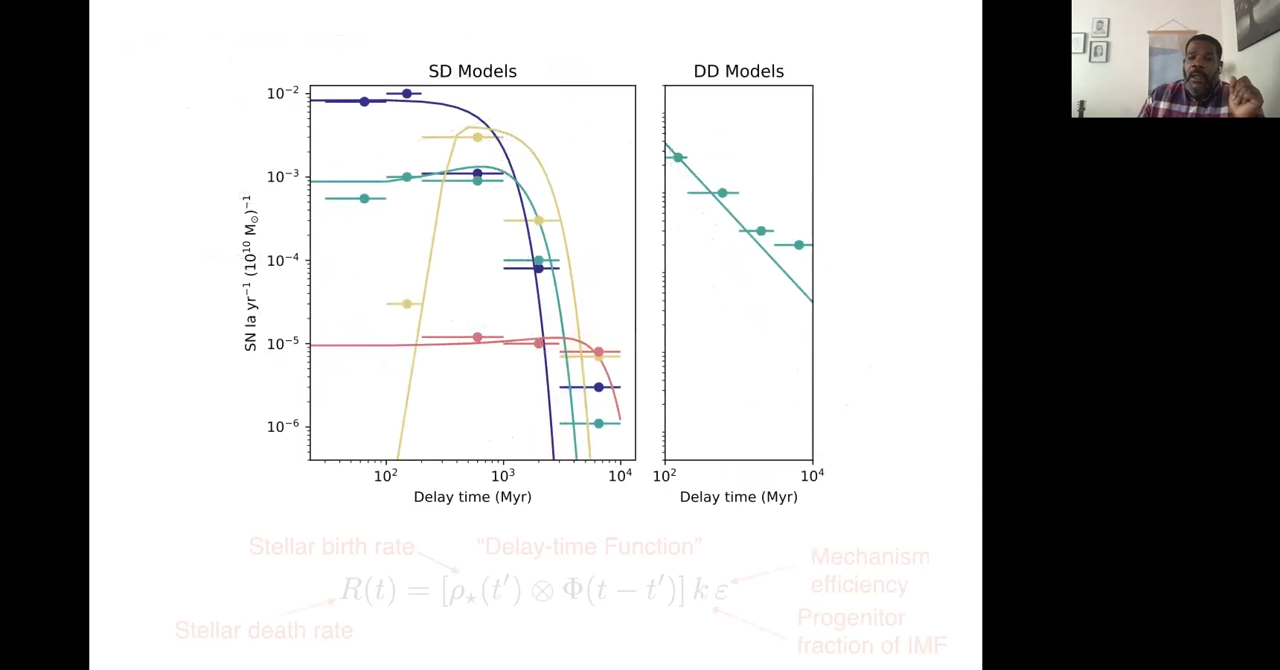 SD Models
DD Models
10⁻²
10⁻³
10⁻⁴
10⁻⁵
10⁻⁶
SN Ia yr⁻¹ (10¹⁰ M☉)⁻¹
10² 10³ 10⁴
Delay time (Myr)
10² 10⁴
Delay time (Myr)
Stellar birth rate
“Delay-time Function”
Mechanism
efficiency
R(t) = [ρ⋆(t′) ⊗ Φ(t − t′)] k ε
Stellar death rate
Progenitor
fraction of IMF